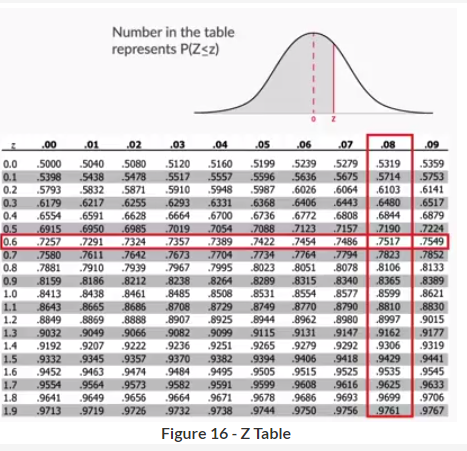 Number in the table
represents P(Z≤z)
0 z
z .00 .01 .02 .03 .04 .05 .06 .07 .08 .09
0.0 .5000 .5040 .5080 .5120 .5160 .5199 .5239 .5279 .5319 .5359
0.1 .5398 .5438 .5478 .5517 .5557 .5596 .5636 .5675 .5714 .5753
0.2 .5793 .5832 .5871 .5910 .5948 .5987 .6026 .6064 .6103 .6141
0.3 .6179 .6217 .6255 .6293 .6331 .6368 .6406 .6443 .6480 .6517
0.4 .6554 .6591 .6628 .6664 .6700 .6736 .6772 .6808 .6844 .6879
0.5 .6915 .6950 .6985 .7019 .7054 .7088 .7123 .7157 .7190 .7224
0.6 .7257 .7291 .7324 .7357 .7389 .7422 .7454 .7486 .7517 .7549
0.7 .7580 .7611 .7642 .7673 .7704 .7734 .7764 .7794 .7823 .7852
0.8 .7881 .7910 .7939 .7967 .7995 .8023 .8051 .8078 .8106 .8133
0.9 .8159 .8186 .8212 .8238 .8264 .8289 .8315 .8340 .8365 .8389
1.0 .8413 .8438 .8461 .8485 .8508 .8531 .8554 .8577 .8599 .8621
1.1 .8643 .8665 .8686 .8708 .8729 .8749 .8770 .8790 .8810 .8830
1.2 .8849 .8869 .8888 .8907 .8925 .8944 .8962 .8980 .8997 .9015
1.3 .9032 .9049 .9066 .9082 .9099 .9115 .9131 .9147 .9162 .9177
1.4 .9192 .9207 .9222 .9236 .9251 .9265 .9279 .9292 .9306 .9319
1.5 .9332 .9345 .9357 .9370 .9382 .9394 .9406 .9418 .9429 .9441
1.6 .9452 .9463 .9474 .9484 .9495 .9505 .9515 .9525 .9535 .9545
1.7 .9554 .9564 .9573 .9582 .9591 .9599 .9608 .9616 .9625 .9633
1.8 .9641 .9649 .9656 .9664 .9671 .9678 .9686 .9693 .9699 .9706
1.9 .9713 .9719 .9726 .9732 .9738 .9744 .9750 .9756 .9761 .9767
Figure 16 - Z Table